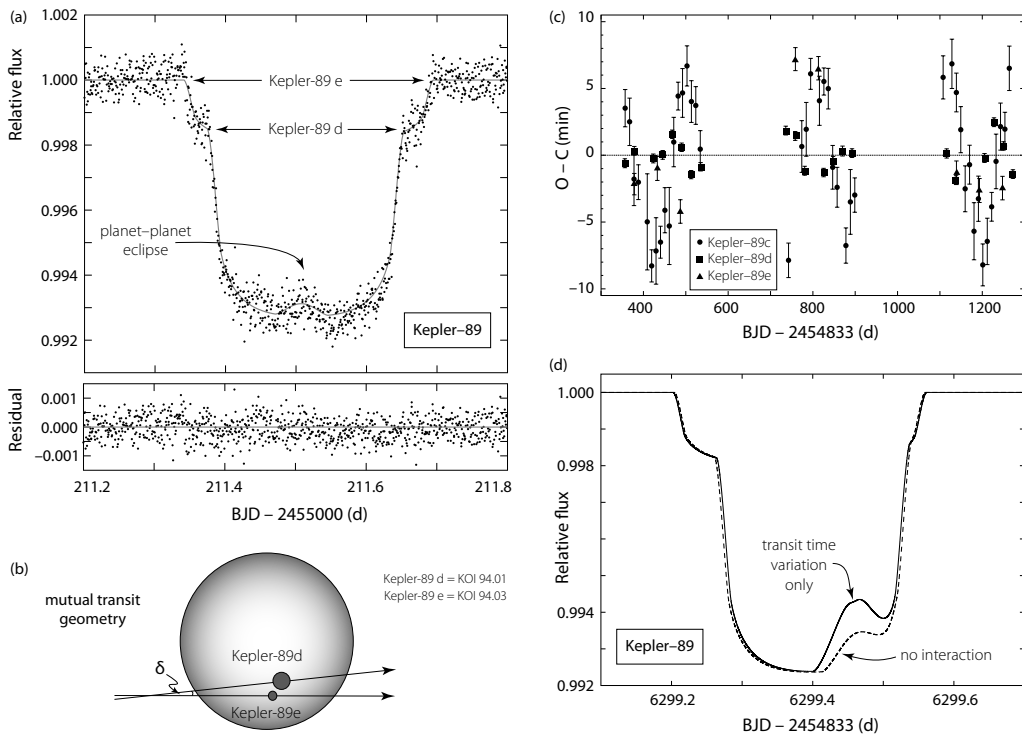 (a)
1.002
1.000
0.998
0.996
0.994
0.992
Relative flux
Kepler-89 e
Kepler-89 d
planet–planet
eclipse
Kepler–89
0.001
0.000
−0.001
Residual
211.2
211.4
211.6
211.8
BJD – 2455000 (d)
(b)
mutual transit
geometry
Kepler-89 d = KOI 94.01
Kepler-89 e = KOI 94.03
Kepler-89d
δ
Kepler-89e
(c)
10
5
0
−5
−10
O – C (min)
Kepler–89c
Kepler–89d
Kepler–89e
400
600
800
1000
1200
BJD – 2454833 (d)
(d)
1.000
0.998
0.994
0.992
Relative flux
transit time
variation
only
no interaction
Kepler–89
6299.2
6299.4
6299.6
BJD – 2454833 (d)